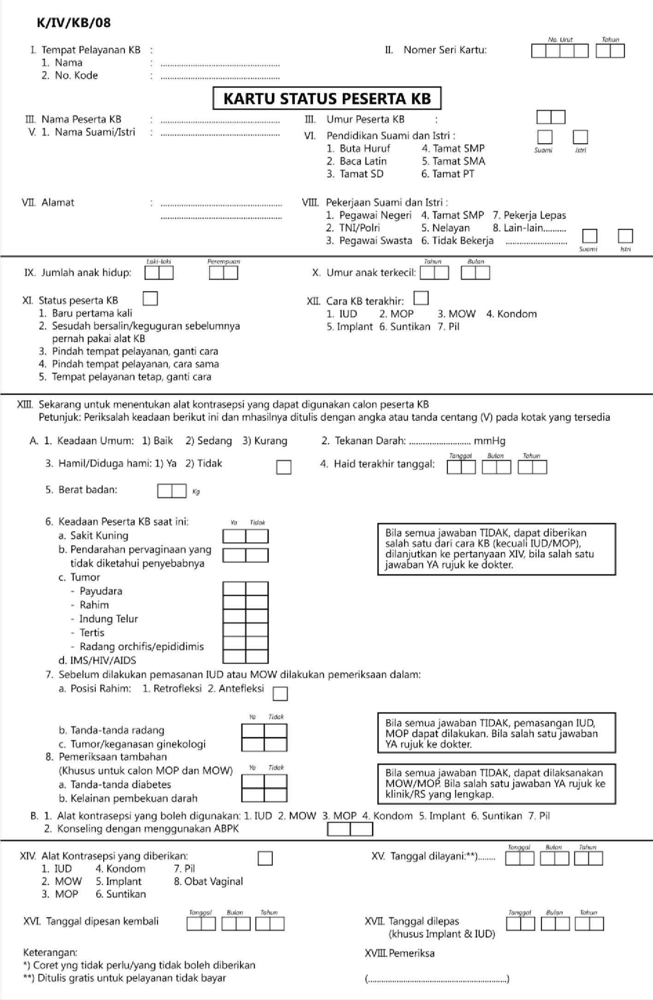 K/IV/KB/08
No. Urut Tahun
I. Tempat Pelayanan KB : II. Nomer Seri Kartu:
1. Nama : ......................................................
2. No. Kode : ......................................................
KARTU STATUS PESERTA KB
III. Nama Peserta KB : ...................................................... III. Umur Peserta KB :
V. 1. Nama Suami/Istri : ...................................................... VI. Pendidikan Suami dan Istri :
1. Buta Huruf 4. Tamat SMP Suami Istri
2. Baca Latin 5. Tamat SMA
3. Tamat SD 6. Tamat PT
VII. Alamat : ....................................................... VIII. Pekerjaan Suami dan Istri :
....................................................... 1. Pegawai Negeri 4. Tamat SMP 7. Pekerja Lepas
2. TNI/Polri 5. Nelayan 8. Lain-lain..........
3. Pegawai Swasta 6. Tidak Bekerja ...........................
Suami Istri
Laki-laki Perempuan Tahun Bulan
IX. Jumlah anak hidup: X. Umur anak terkecil:
XI. Status peserta KB XII. Cara KB terakhir:
1. Baru pertama kali 1. IUD 2. MOP 3. MOW 4. Kondom
2. Sesudah bersalin/keguguran sebelumnya 5. Implant 6. Suntikan 7. Pil
pernah pakai alat KB
3. Pindah tempat pelayanan, ganti cara
4. Pindah tempat pelayanan, cara sama
5. Tempat pelayanan tetap, ganti cara
XIII. Sekarang untuk menentukan alat kontrasepsi yang dapat digunakan calon peserta KB
Petunjuk: Periksalah keadaan berikut ini dan mhasilnya ditulis dengan angka atau tanda centang (V) pada kotak yang tersedia
A. 1. Keadaan Umum: 1) Baik 2) Sedang 3) Kurang 2. Tekanan Darah: ........................... mmHg
Tanggal Bulan Tahun
3. Hamil/Diduga hami: 1) Ya 2) Tidak 4. Haid terakhir tanggal:
5. Berat badan: Kg
6. Keadaan Peserta KB saat ini: Ya Tidak
a. Sakit Kuning
b. Pendarahan pervaginaan yang
tidak diketahui penyebabnya
Bila semua jawaban TIDAK, dapat diberikan
salah satu dari cara KB (kecuali IUD/MOP),
dilanjutkan ke pertanyaan XIV, bila salah satu
jawaban YA rujuk ke dokter.
c. Tumor
- Payudara
- Rahim
- Indung Telur
- Tertis
- Radang orchifis/epididimis
d. IMS/HIV/AIDS
7. Sebelum dilakukan pemasanan IUD atau MOW dilakukan pemeriksaan dalam:
a. Posisi Rahim: 1. Retrofleksi 2. Antefleksi
Ya Tidak
b. Tanda-tanda radang
c. Tumor/keganasan ginekologi
Bila semua jawaban TIDAK, pemasangan IUD,
MOP dapat dilakukan. Bila salah satu jawaban
YA rujuk ke dokter.
8. Pemeriksaan tambahan
(Khusus untuk calon MOP dan MOW) Ya Tidak
a. Tanda-tanda diabetes
b. Kelainan pembekuan darah
Bila semua jawaban TIDAK, dapat dilaksanakan
MOW/MOP. Bila salah satu jawaban YA rujuk ke
klinik/RS yang lengkap.
B. 1. Alat kontrasepsi yang boleh digunakan: 1. IUD 2. MOW 3. MOP 4. Kondom 5. Implant 6. Suntikan 7. Pil
2. Konseling dengan menggunakan ABPK
Tanggal Bulan Tahun
XIV. Alat Kontrasepsi yang diberikan: XV. Tanggal dilayani:**)........
1. IUD 4. Kondom 7. Pil
2. MOW 5. Implant 8. Obat Vaginal
3. MOP 6. Suntikan
Tanggal Bulan Tahun Tanggal Bulan Tahun
XVI. Tanggal dipesan kembali XVII. Tanggal dilepas
(khusus Implant & IUD)
Keterangan: XVIII. Pemeriksa
*) Coret yng tidak perlu/yang tidak boleh diberikan
**) Ditulis gratis untuk pelayanan tidak bayar (...............................................................)